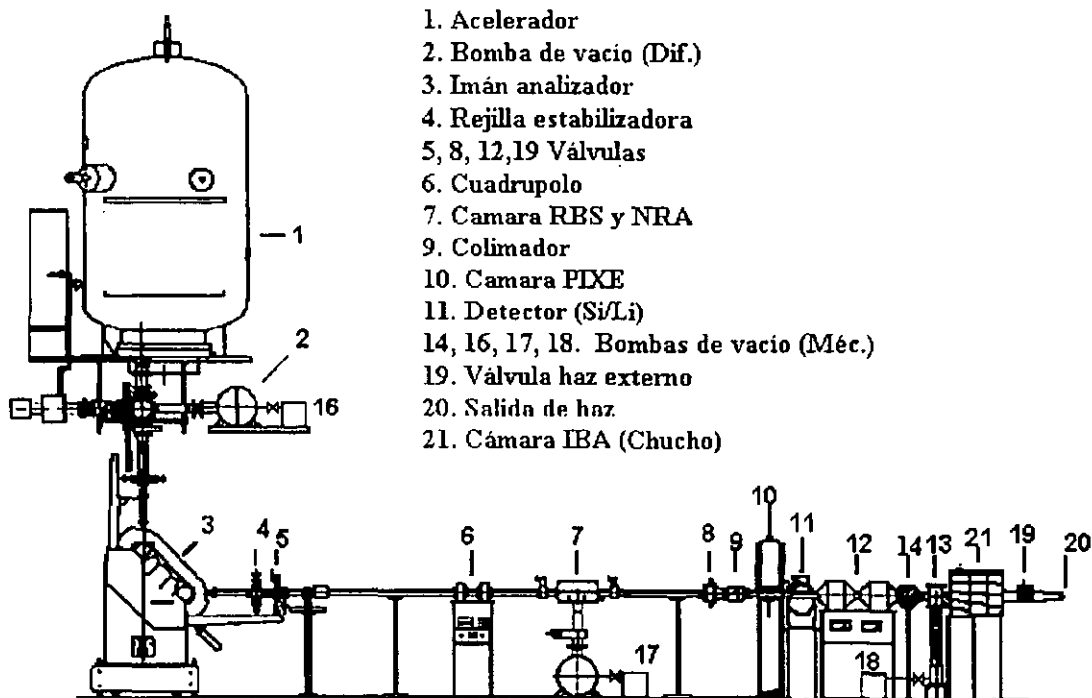 1. Acelerador
2. Bomba de vacío (Dif.)
3. Imán analizador
4. Rejilla estabilizadora
5, 8, 12,19 Válvulas
6. Cuadrupolo
7. Camara RBS y NRA
9. Colimador
10. Camara PIXE
11. Detector (Si/Li)
14, 16, 17, 18. Bombas de vacío (Méc.)
19. Válvula haz externo
20. Salida de haz
21. Cámara IBA (Chucho)
1
2
16
3
4
5
6
7
8
9
10
11
12
14
13
21
19
20
17
18